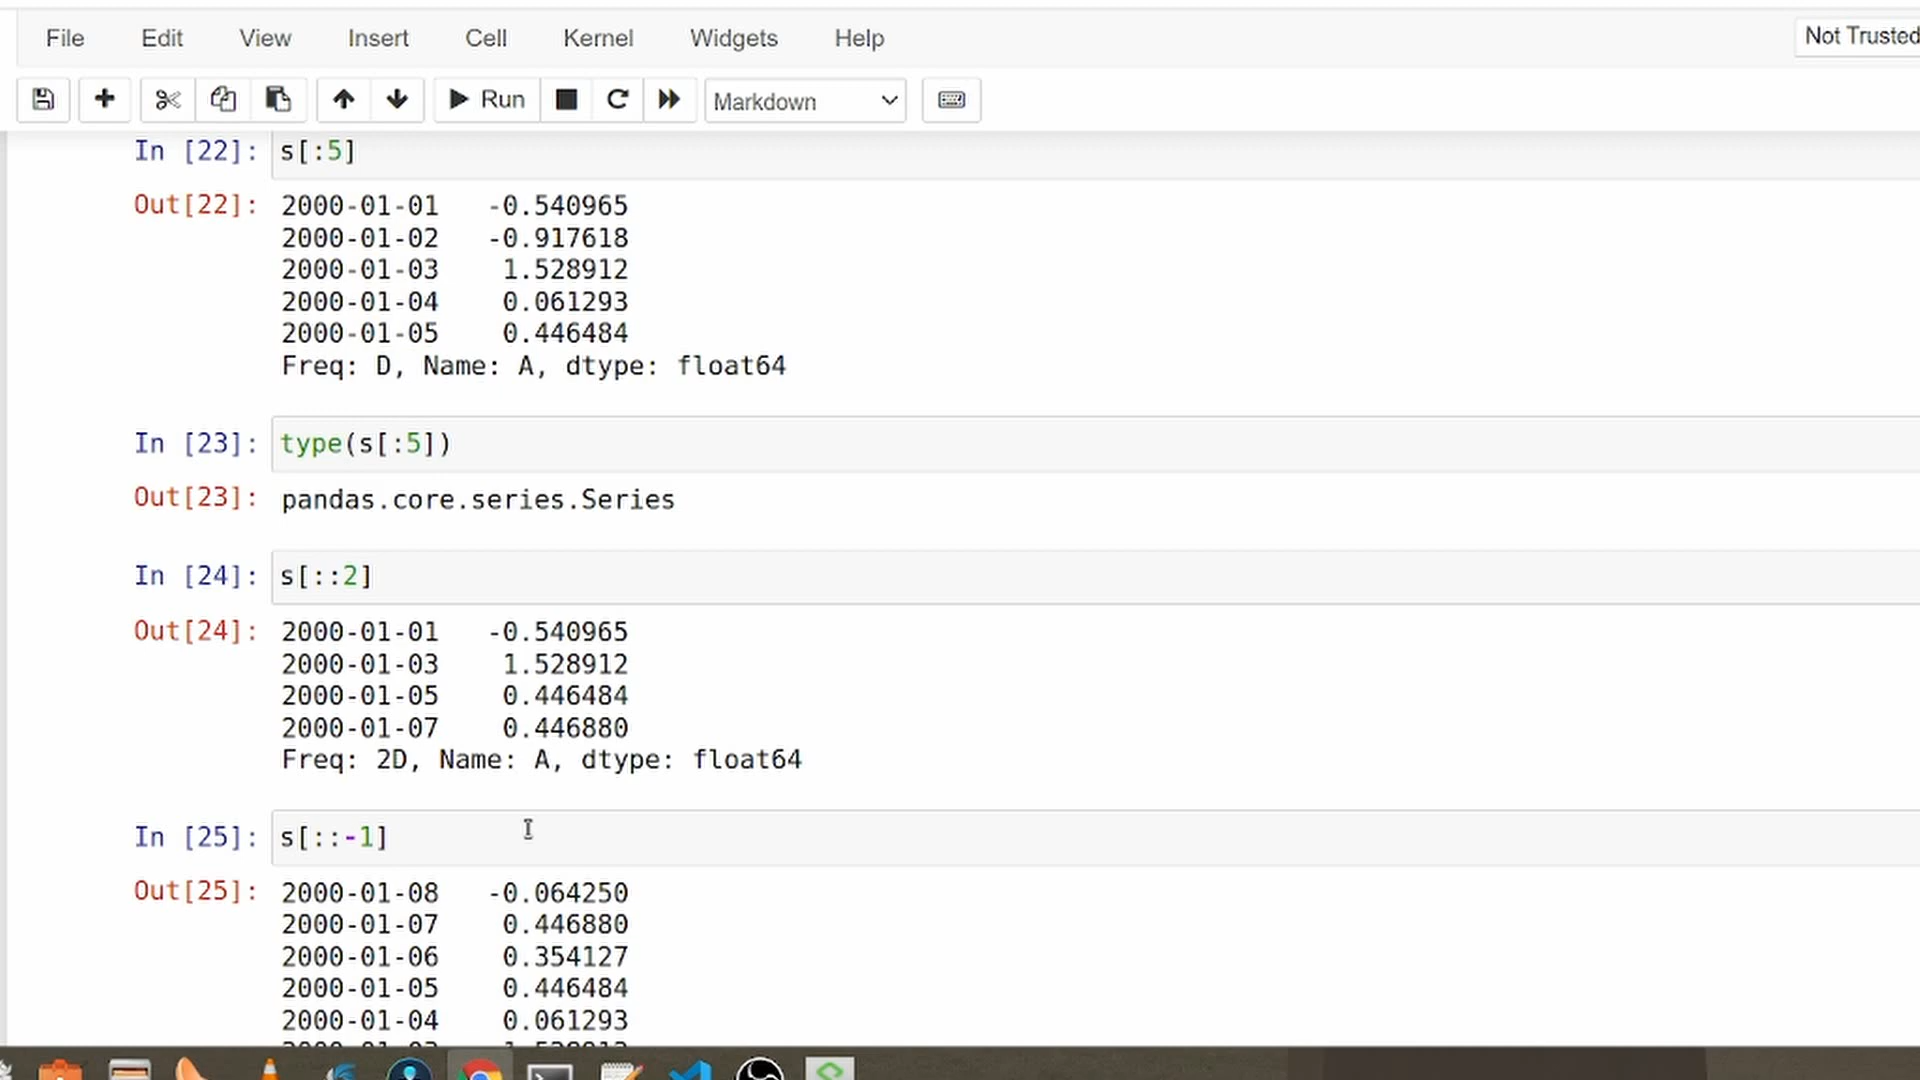 File Edit View Insert Cell Kernel Widgets Help Not Trusted
Run Markdown
In [22]: s[:5]
Out[22]: 2000-01-01 -0.540965
2000-01-02 -0.917618
2000-01-03 1.528912
2000-01-04 0.061293
2000-01-05 0.446484
Freq: D, Name: A, dtype: float64
In [23]: type(s[:5])
Out[23]: pandas.core.series.Series
In [24]: s[::2]
Out[24]: 2000-01-01 -0.540965
2000-01-03 1.528912
2000-01-05 0.446484
2000-01-07 0.446880
Freq: 2D, Name: A, dtype: float64
In [25]: s[::-1]
Out[25]: 2000-01-08 -0.064250
2000-01-07 0.446880
2000-01-06 0.354127
2000-01-05 0.446484
2000-01-04 0.061293